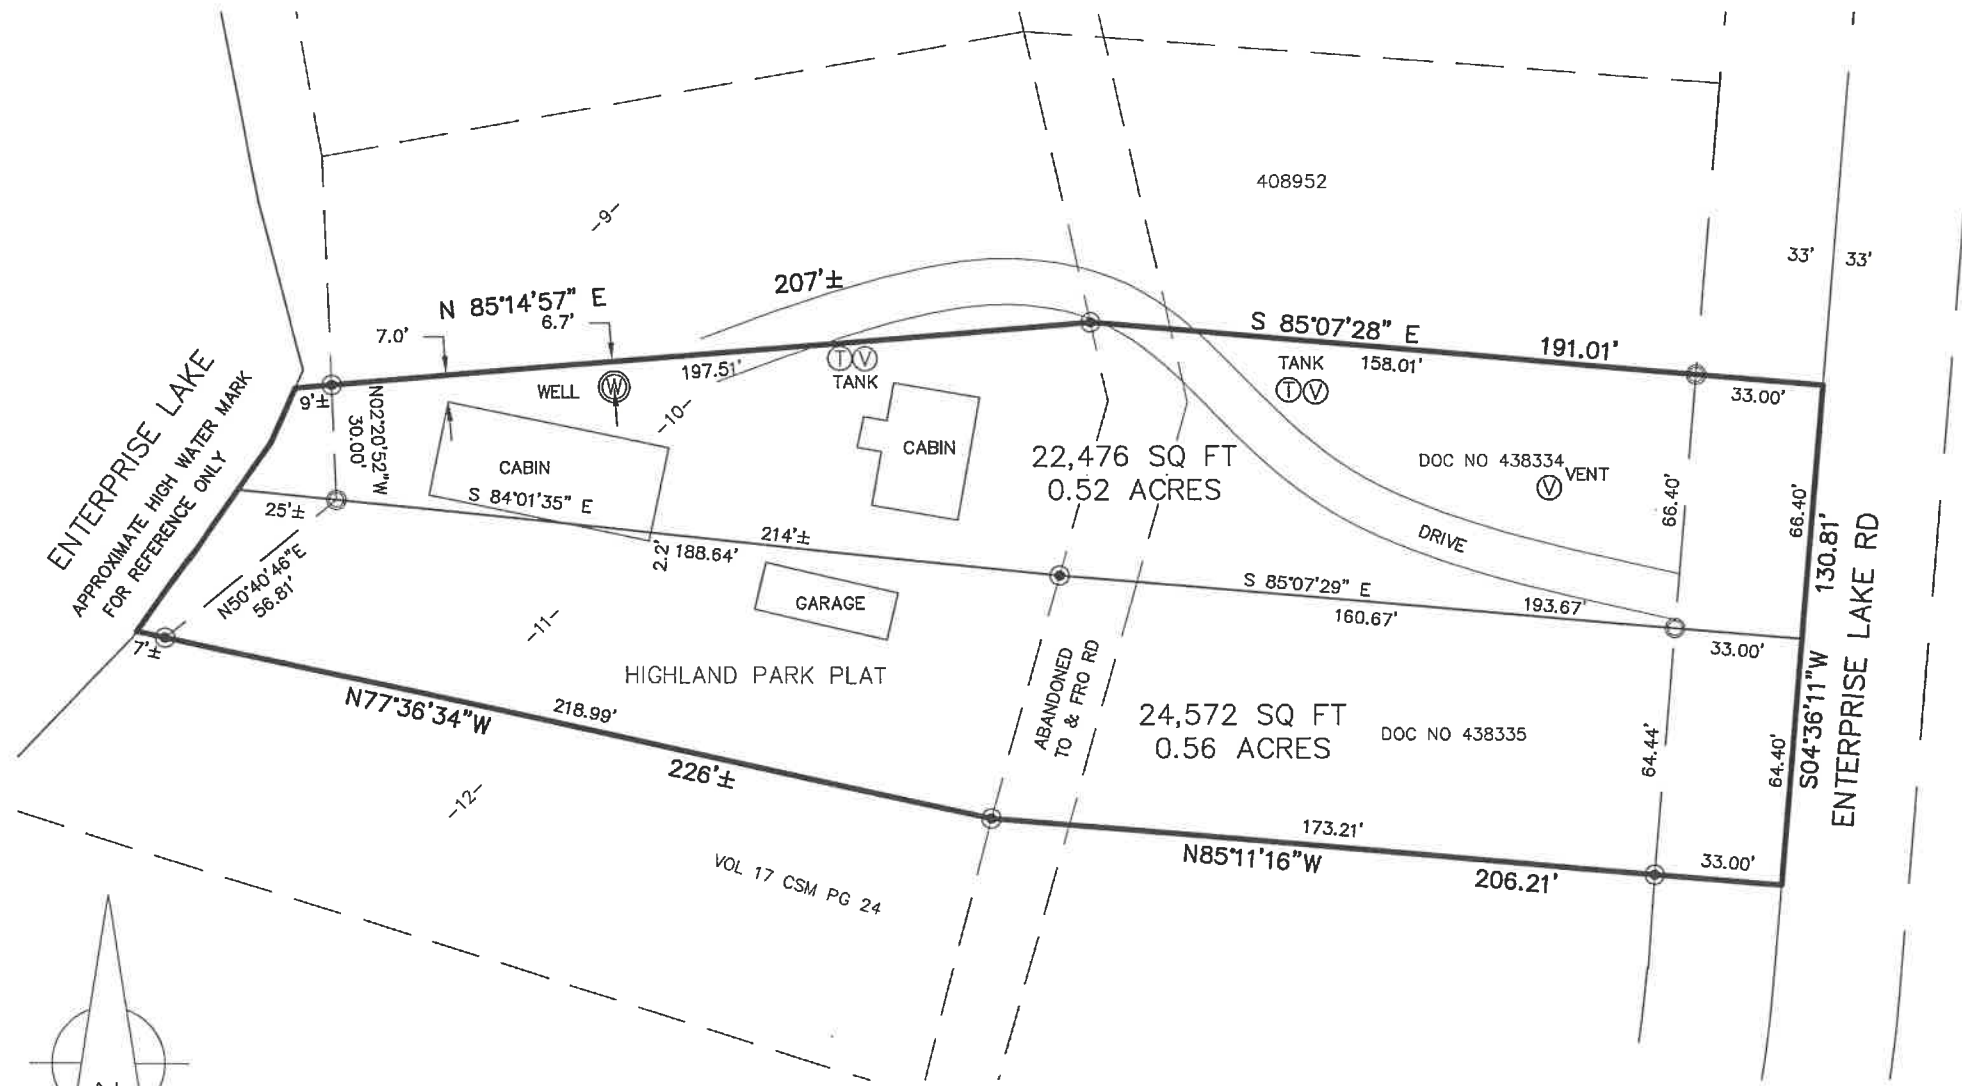 408952
33' 33'
-9-
207'±
N 85°14'57" E
7.0'
6.7'
S 85°07'28" E
191.01'
197.51'
158.01'
33.00'
TANK
TANK
T V
T V
WELL
W
9'±
N02°20'52"W
30.00'
-10-
CABIN
CABIN
S 84°01'35" E
22,476 SQ FT
0.52 ACRES
DOC NO 438334
VENT
V
66.40'
66.40'
130.81'
ENTERPRISE LAKE
APPROXIMATE HIGH WATER MARK
FOR REFERENCE ONLY
25'±
2.2'
188.64'
214'±
DRIVE
S 85°07'29" E
193.67'
160.67'
33.00'
N50°40'46"E
56.81'
7'±
GARAGE
-11-
HIGHLAND PARK PLAT
ABANDONED
TO & FRO RD
24,572 SQ FT
0.56 ACRES
DOC NO 438335
64.44'
64.40'
S04°36'11"W
ENTERPRISE LAKE RD
N77°36'34"W
218.99'
226'±
173.21'
N85°11'16"W
206.21'
33.00'
-12-
VOL 17 CSM PG 24